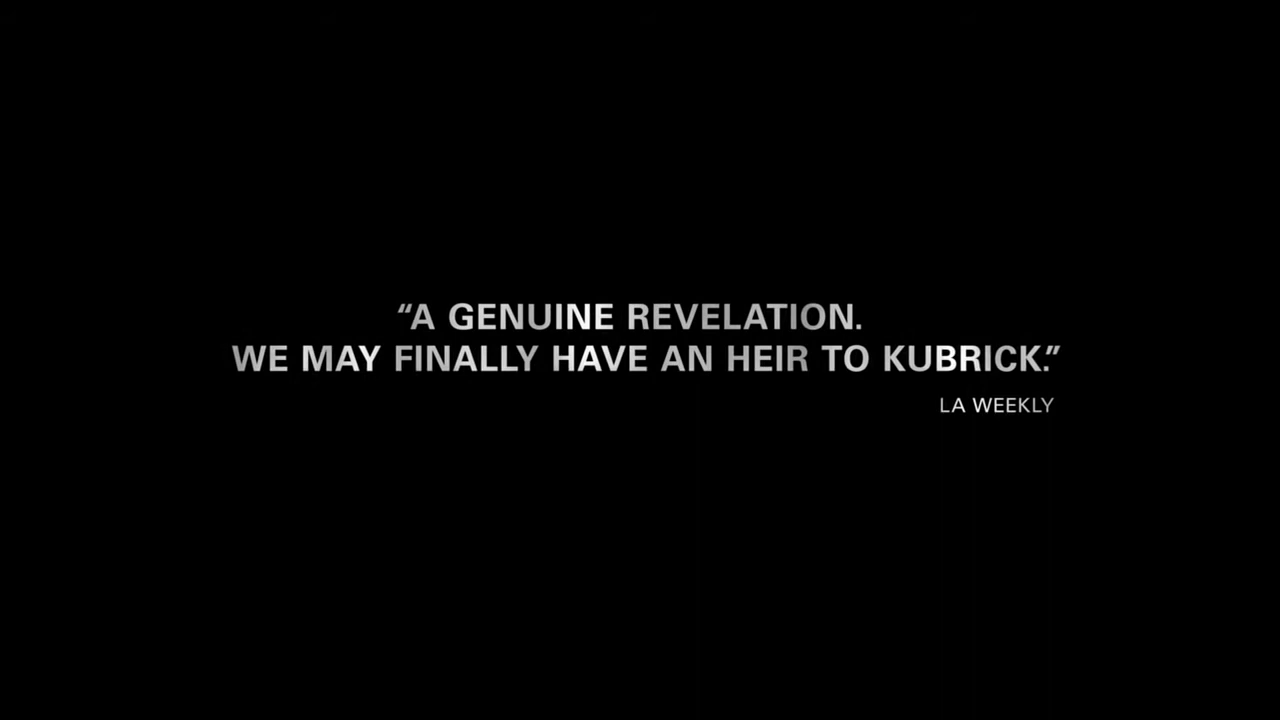 “A GENUINE REVELATION.
WE MAY FINALLY HAVE AN HEIR TO KUBRICK.”
LA WEEKLY